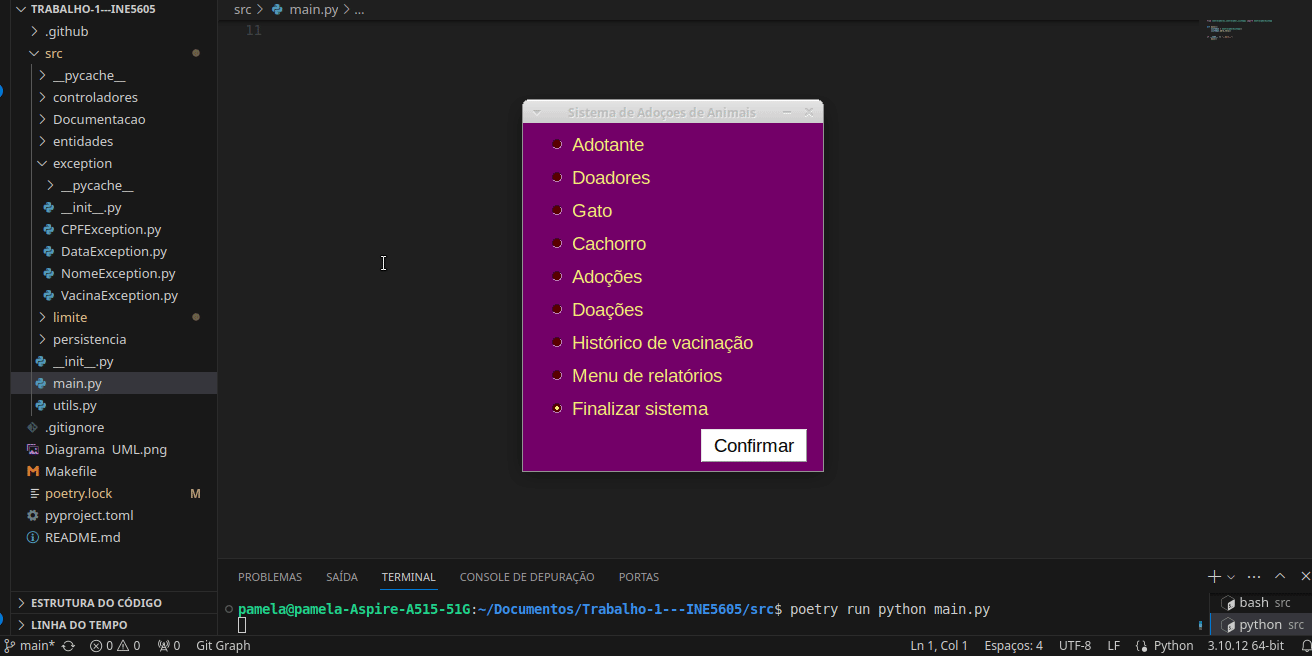 TRABALHO-1---INE5605
.github
src
__pycache__
controladores
Documentacao
entidades
exception
__pycache__
__init__.py
CPFException.py
DataException.py
NomeException.py
VacinaException.py
limite
persistencia
__init__.py
main.py
utils.py
.gitignore
Diagrama UML.png
Makefile
poetry.lock M
pyproject.toml
README.md
ESTRUTURA DO CÓDIGO
LINHA DO TEMPO
src > main.py > ...
11
Sistema de Adoçoes de Animais
Adotante
Doadores
Gato
Cachorro
Adoções
Doações
Histórico de vacinação
Menu de relatórios
Finalizar sistema
Confirmar
PROBLEMAS SAÍDA TERMINAL CONSOLE DE DEPURAÇÃO PORTAS
pamela@pamela-Aspire-A515-51G:~/Documentos/Trabalho-1---INE5605/src$ poetry run python main.py
bash src
python src
main* 0 0 0 Git Graph Ln 1, Col 1 Espaços: 4 UTF-8 LF Python 3.10.12 64-bit